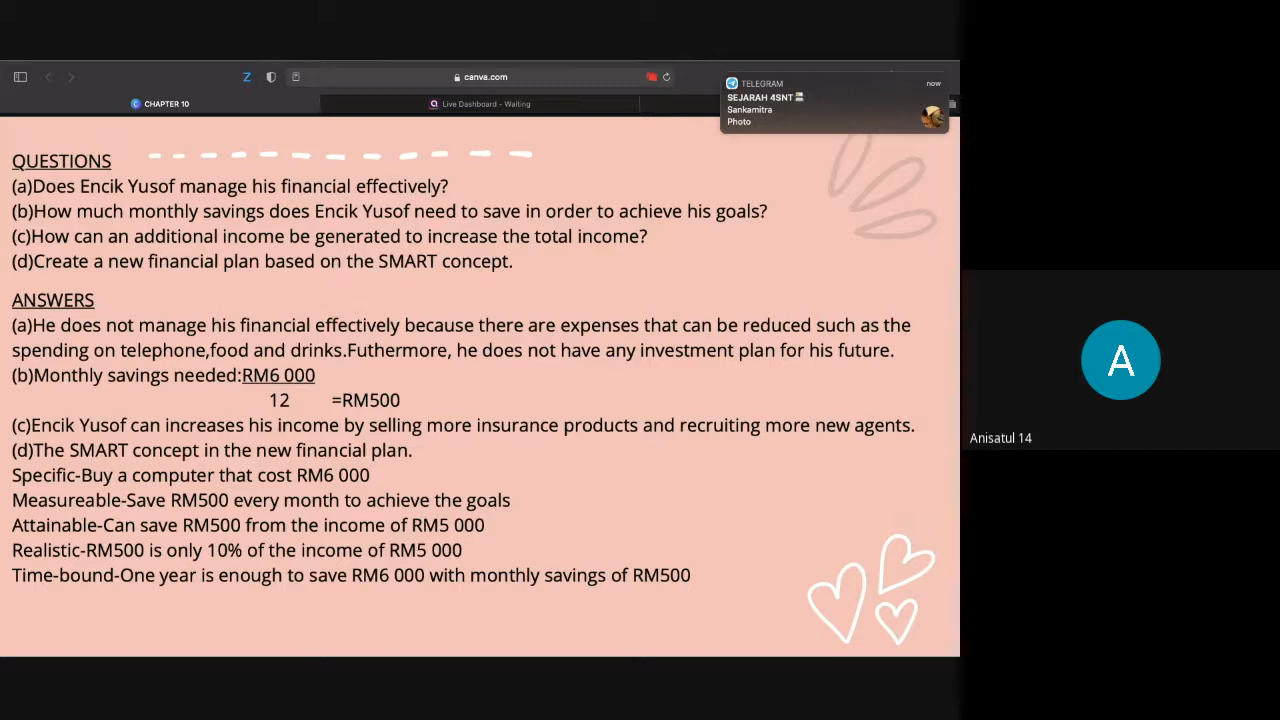 canva.com
TELEGRAM
now
SEJARAH 4SNT
Sankamitra
Photo
CHAPTER 10
Live Dashboard - Waiting
QUESTIONS
(a)Does Encik Yusof manage his financial effectively?
(b)How much monthly savings does Encik Yusof need to save in order to achieve his goals?
(c)How can an additional income be generated to increase the total income?
(d)Create a new financial plan based on the SMART concept.
ANSWERS
(a)He does not manage his financial effectively because there are expenses that can be reduced such as the
spending on telephone,food and drinks.Futhermore, he does not have any investment plan for his future.
(b)Monthly savings needed:RM6 000
12 =RM500
(c)Encik Yusof can increases his income by selling more insurance products and recruiting more new agents.
(d)The SMART concept in the new financial plan.
Specific-Buy a computer that cost RM6 000
Measureable-Save RM500 every month to achieve the goals
Attainable-Can save RM500 from the income of RM5 000
Realistic-RM500 is only 10% of the income of RM5 000
Time-bound-One year is enough to save RM6 000 with monthly savings of RM500
A
Anisatul 14